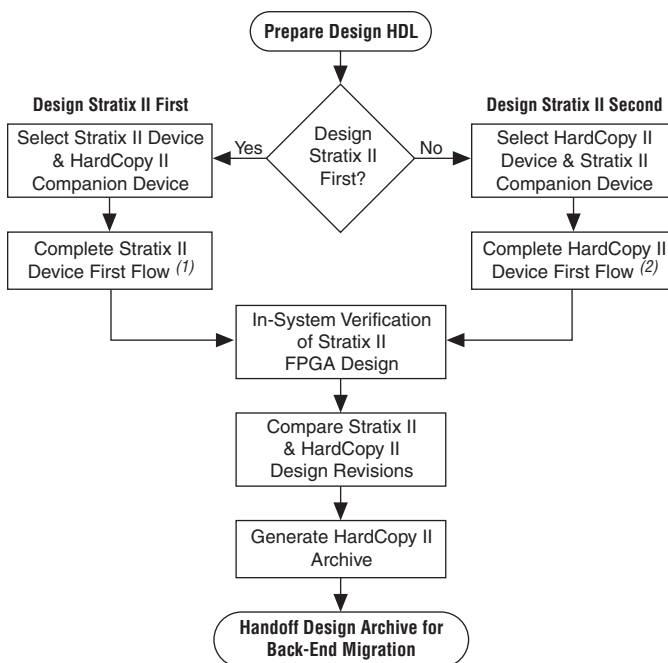 Prepare Design HDL
Design Stratix II First
Design Stratix II Second
Select Stratix II Device
& HardCopy II
Companion Device
Yes
Design
Stratix II
First?
No
Select HardCopy II
Device & Stratix II
Companion Device
Complete Stratix II
Device First Flow (1)
Complete HardCopy II
Device First Flow (2)
In-System Verification
of Stratix II
FPGA Design
Compare Stratix II
& HardCopy II
Design Revisions
Generate HardCopy II
Archive
Handoff Design Archive for
Back-End Migration